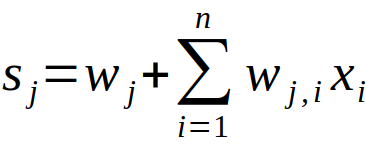 s_j = w_j + \sum_{i=1}^{n} w_{j,i} x_i